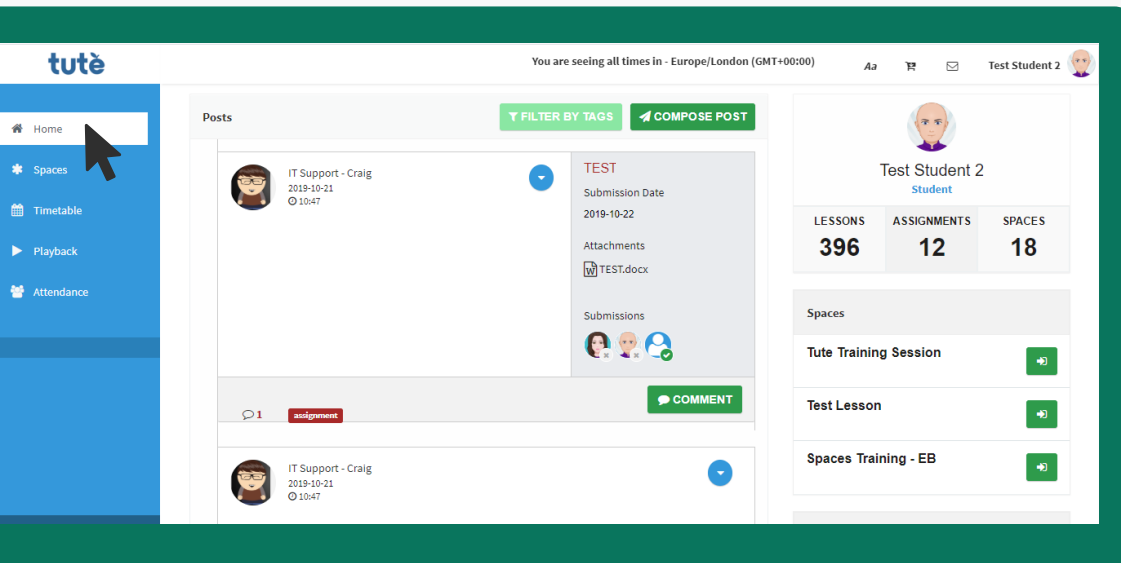 tutè
You are seeing all times in - Europe/London (GMT+00:00)
Aa
Test Student 2
Home
Spaces
Timetable
Playback
Attendance
Posts
FILTER BY TAGS
COMPOSE POST
IT Support - Craig
2019-10-21
10:47
TEST
Submission Date
2019-10-22
Attachments
TEST.docx
Submissions
COMMENT
1
assignment
IT Support - Craig
2019-10-21
10:47
Test Student 2
Student
LESSONS ASSIGNMENTS SPACES
396 12 18
Spaces
Tute Training Session
Test Lesson
Spaces Training - EB